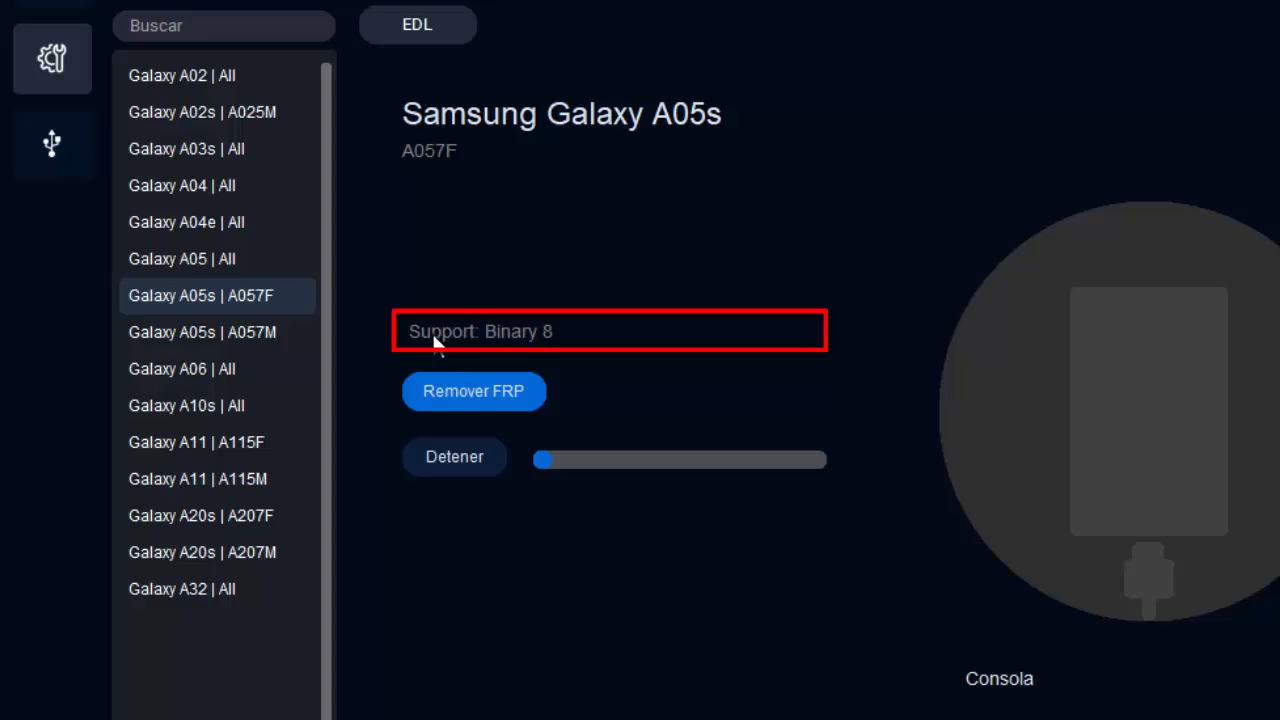 Buscar
EDL
Galaxy A02 | All
Galaxy A02s | A025M
Galaxy A03s | All
Galaxy A04 | All
Galaxy A04e | All
Galaxy A05 | All
Galaxy A05s | A057F
Galaxy A05s | A057M
Galaxy A06 | All
Galaxy A10s | All
Galaxy A11 | A115F
Galaxy A11 | A115M
Galaxy A20s | A207F
Galaxy A20s | A207M
Galaxy A32 | All
Samsung Galaxy A05s
A057F
Support: Binary 8
Remover FRP
Detener
Consola